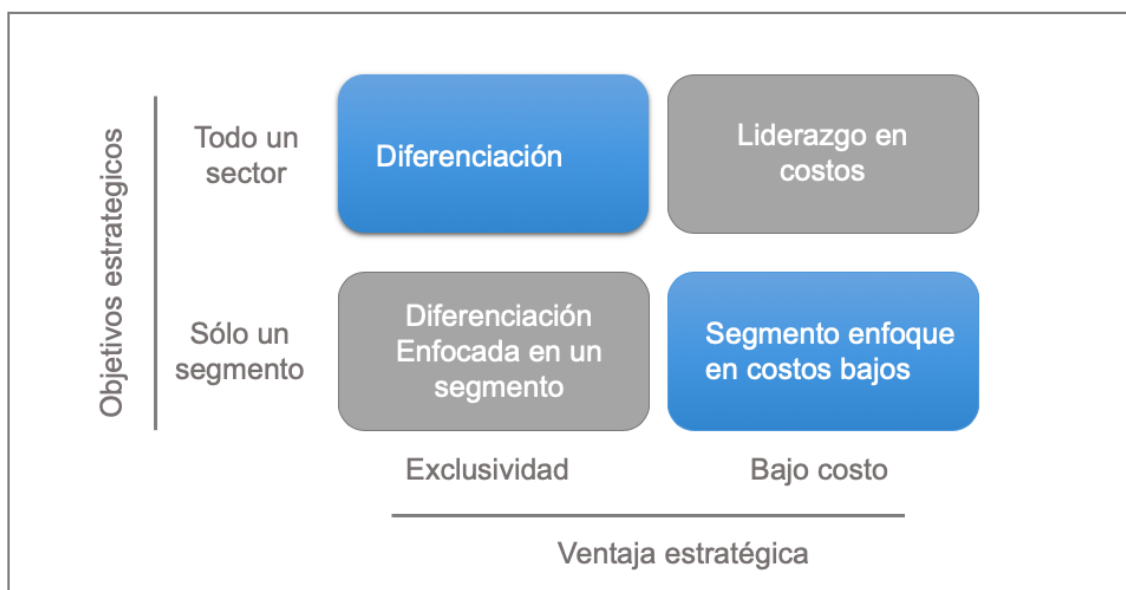 Objetivos estrategicos
Todo un
sector
Diferenciación
Liderazgo en
costos
Sólo un
segmento
Diferenciación
Enfocada en un
segmento
Segmento enfoque
en costos bajos
Exclusividad
Bajo costo
Ventaja estratégica